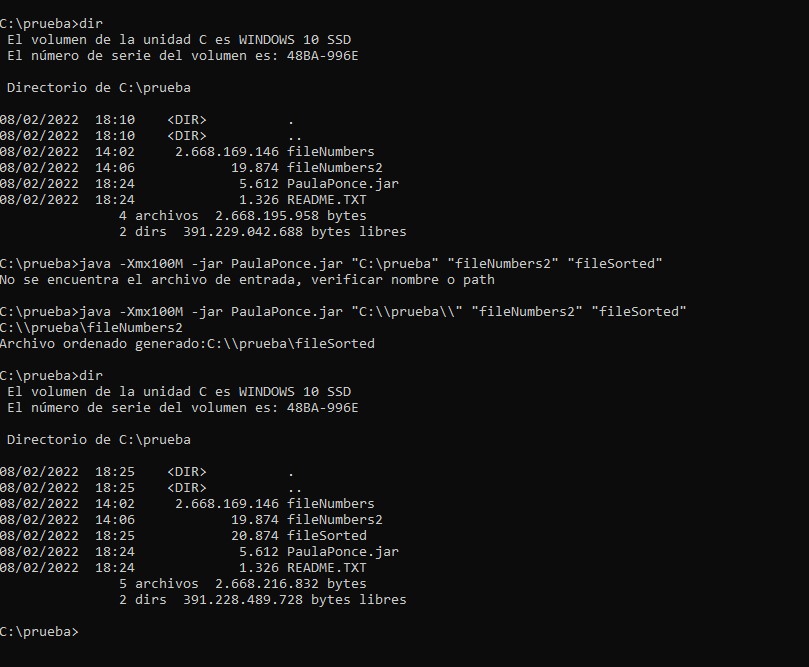 C:\prueba>dir
El volumen de la unidad C es WINDOWS 10 SSD
El número de serie del volumen es: 48BA-996E
Directorio de C:\prueba
08/02/2022  18:10    <DIR>          .
08/02/2022  18:10    <DIR>          ..
08/02/2022  14:02     2.668.169.146 fileNumbers
08/02/2022  14:06            19.874 fileNumbers2
08/02/2022  18:24             5.612 PaulaPonce.jar
08/02/2022  18:24             1.326 README.TXT
4 archivos  2.668.195.958 bytes
2 dirs  391.229.042.688 bytes libres
C:\prueba>java -Xmx100M -jar PaulaPonce.jar "C:\prueba" "fileNumbers2" "fileSorted"
No se encuentra el archivo de entrada, verificar nombre o path
C:\prueba>java -Xmx100M -jar PaulaPonce.jar "C:\\prueba\\" "fileNumbers2" "fileSorted"
C:\\prueba\fileNumbers2
Archivo ordenado generado:C:\\prueba\fileSorted
C:\prueba>dir
El volumen de la unidad C es WINDOWS 10 SSD
El número de serie del volumen es: 48BA-996E
Directorio de C:\prueba
08/02/2022  18:25    <DIR>          .
08/02/2022  18:25    <DIR>          ..
08/02/2022  14:02     2.668.169.146 fileNumbers
08/02/2022  14:06            19.874 fileNumbers2
08/02/2022  18:25            20.874 fileSorted
08/02/2022  18:24             5.612 PaulaPonce.jar
08/02/2022  18:24             1.326 README.TXT
5 archivos  2.668.216.832 bytes
2 dirs  391.228.489.728 bytes libres
C:\prueba>